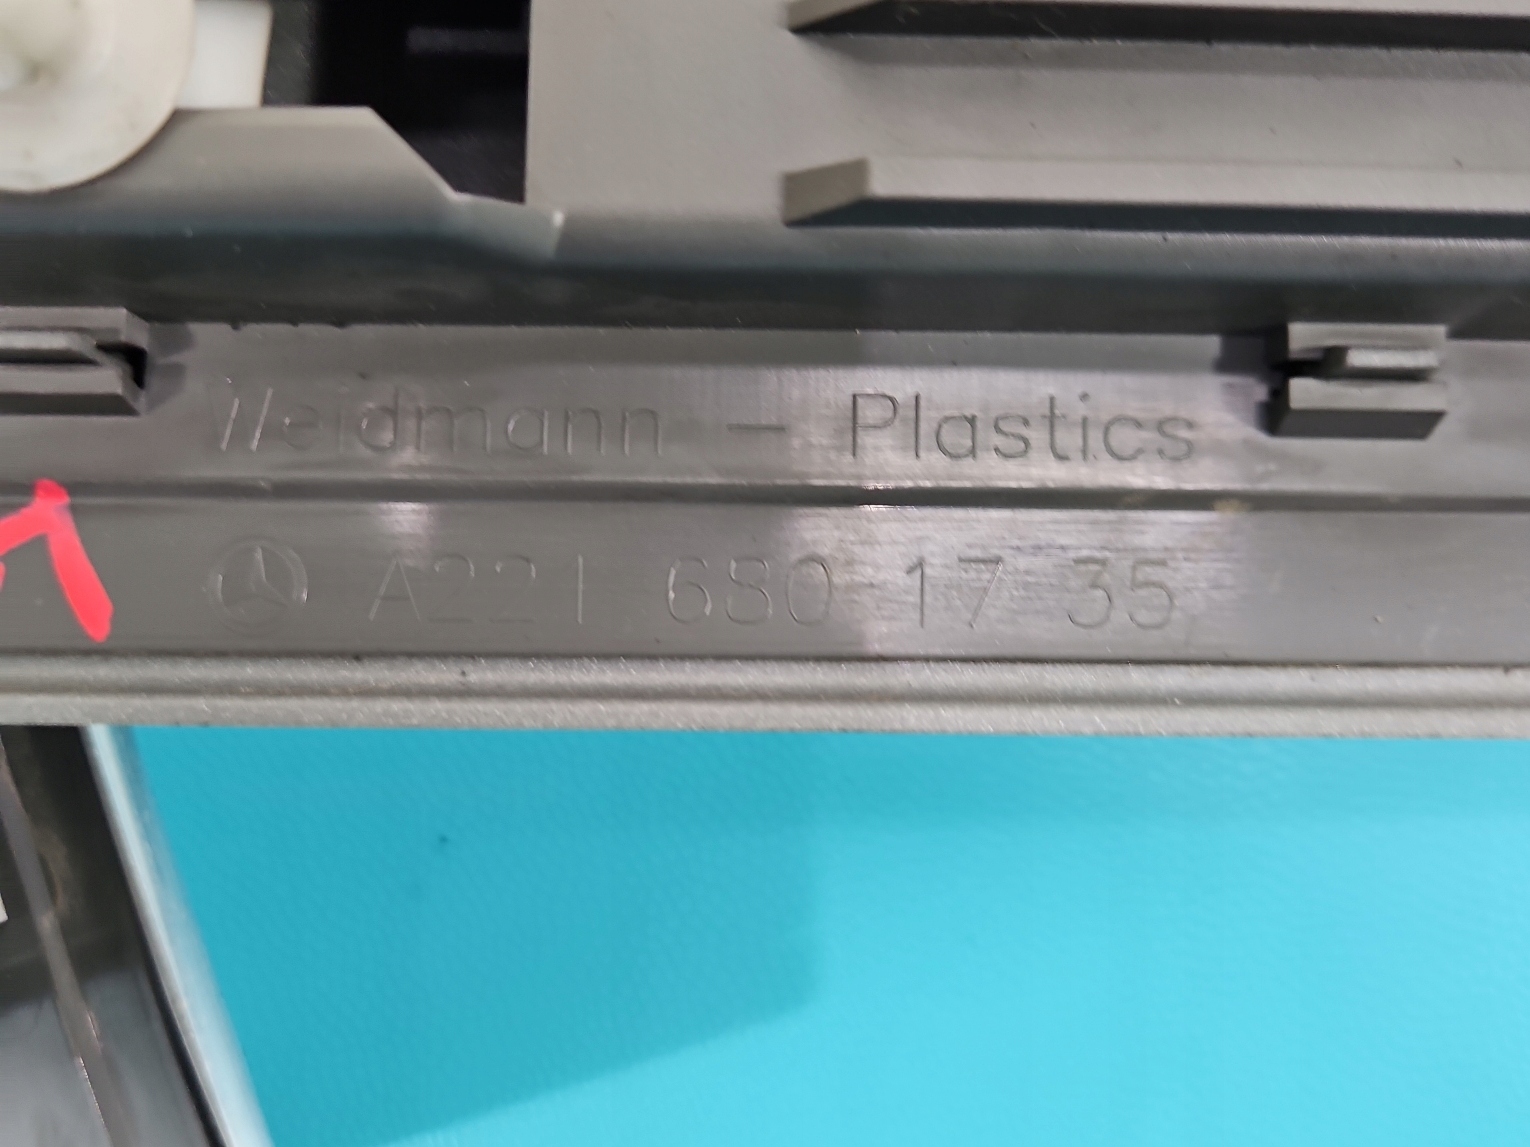 Weidmann - Plastics
A221 680 17 35